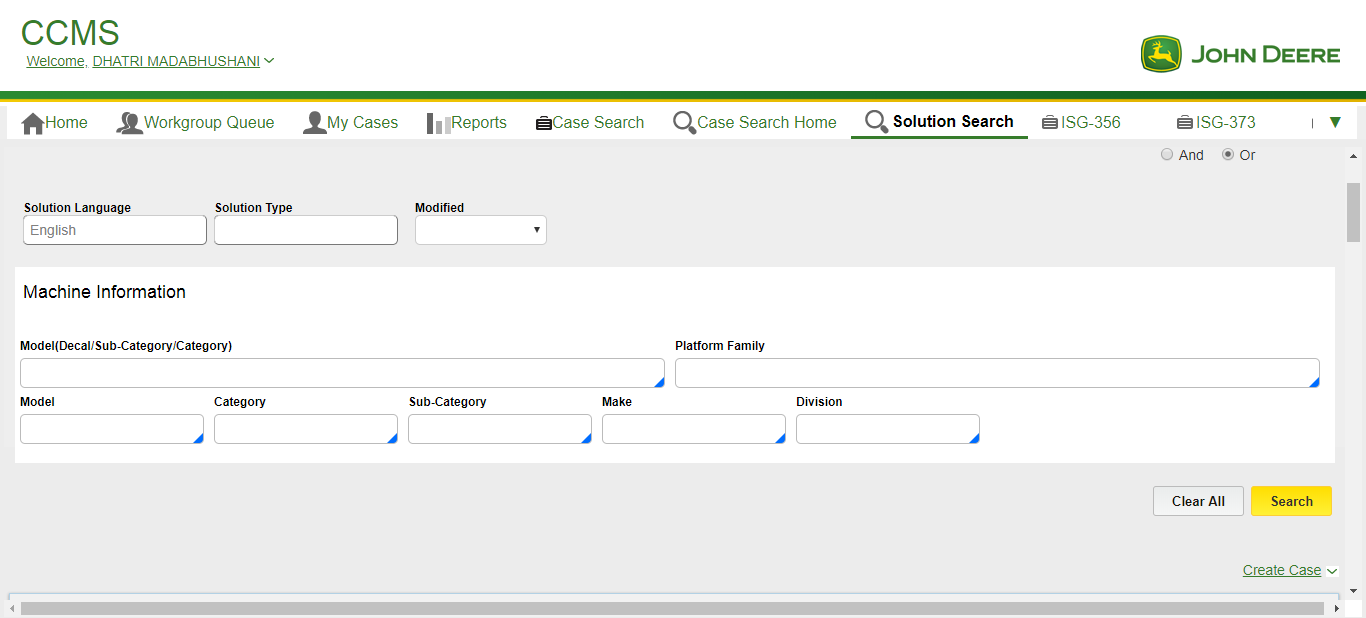 CCMS
Welcome, DHATRI MADABHUSHANI
JOHN DEERE
Home Workgroup Queue My Cases Reports Case Search Case Search Home Solution Search ISG-356 ISG-373
And Or
Solution Language Solution Type Modified
English
Machine Information
Model(Decal/Sub-Category/Category) Platform Family
Model Category Sub-Category Make Division
Clear All Search
Create Case